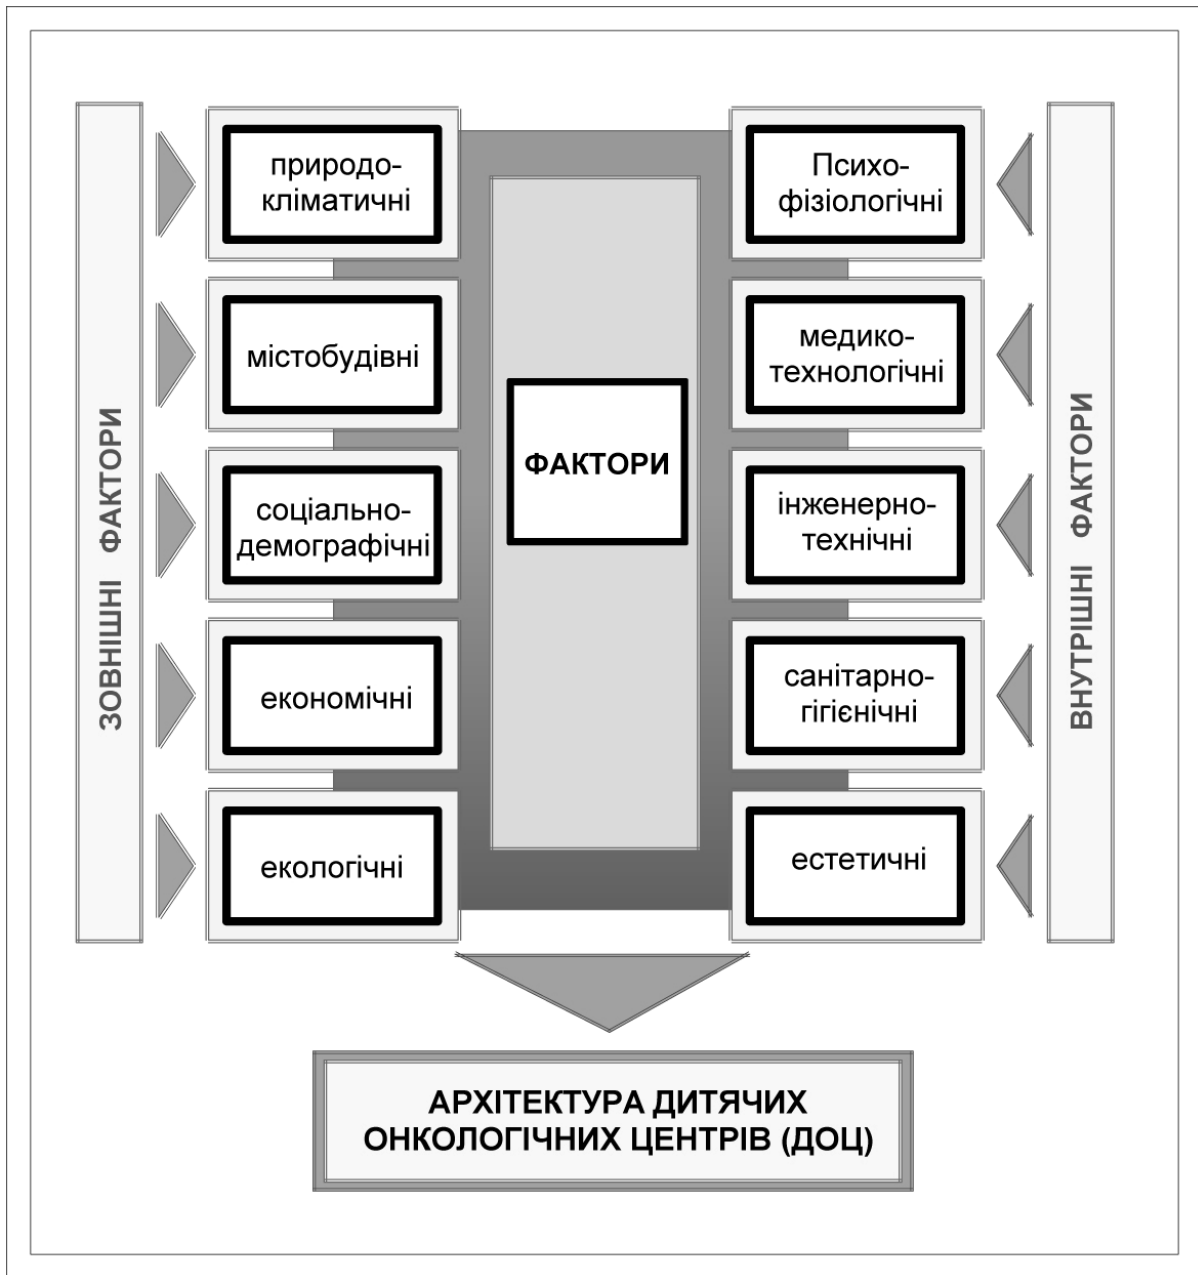 ЗОВНІШНІ ФАКТОРИ
природо-
кліматичні
містобудівні
соціально-
демографічні
економічні
екологічні
ФАКТОРИ
Психо-
фізіологічні
медико-
технологічні
інженерно-
технічні
санітарно-
гігієнічні
естетичні
ВНУТРІШНІ ФАКТОРИ
АРХІТЕКТУРА ДИТЯЧИХ
ОНКОЛОГІЧНИХ ЦЕНТРІВ (ДОЦ)